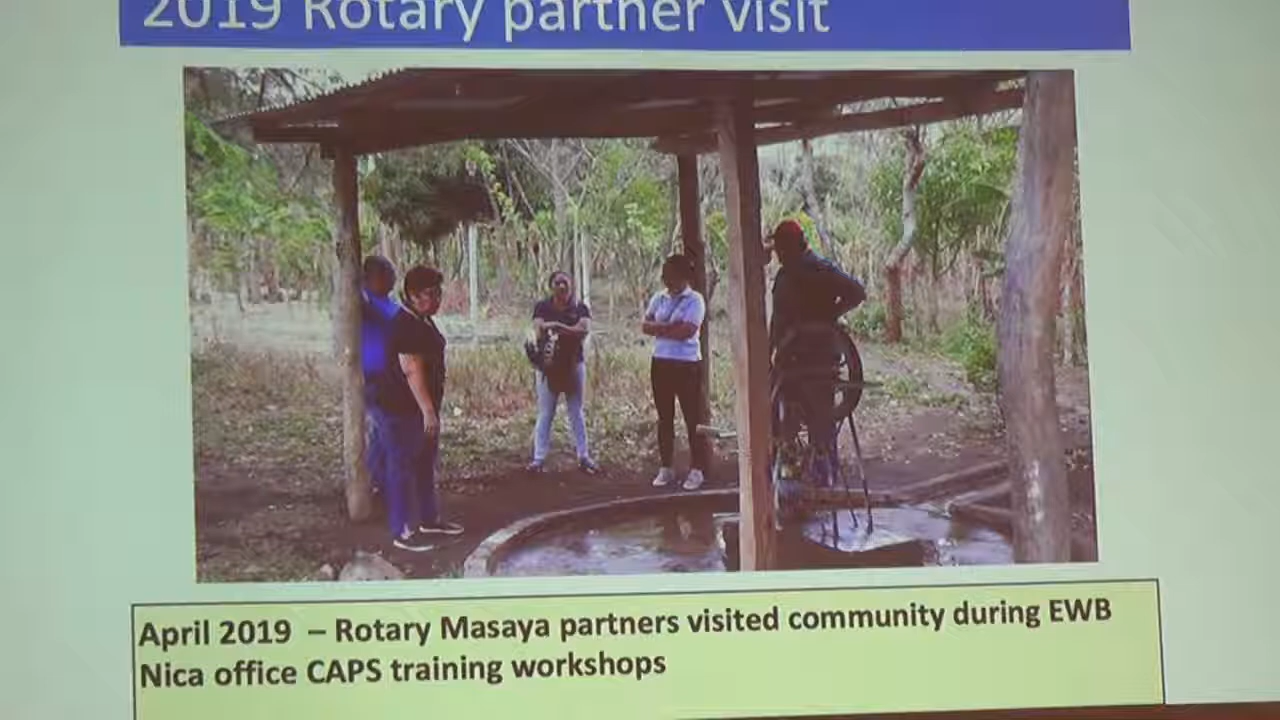 2019 Rotary partner visit
April 2019 – Rotary Masaya partners visited community during EWB
Nica office CAPS training workshops